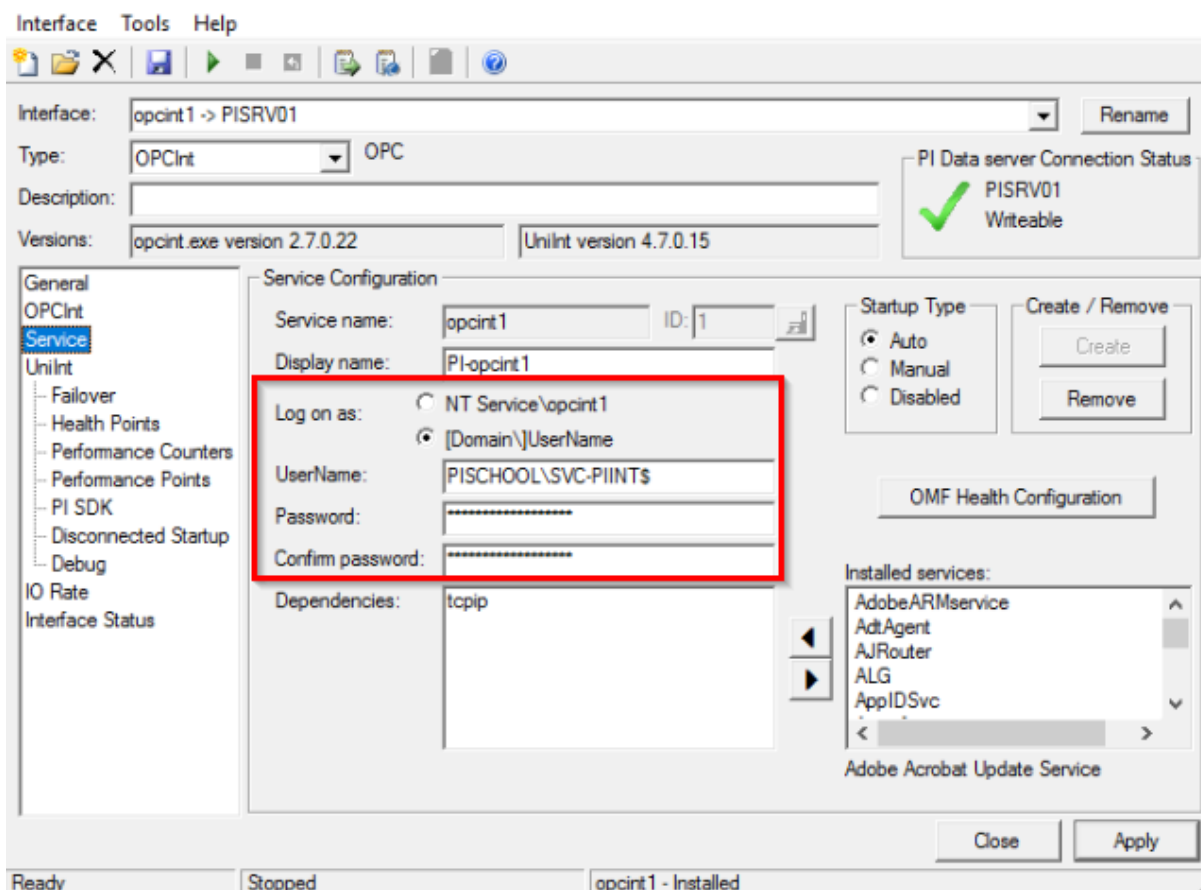 Interface Tools Help
Interface: opcint1 -> PISRV01 Rename
Type: OPCInt OPC
PI Data server Connection Status
PISRV01
Writeable
Description:
Versions: opcint.exe version 2.7.0.22 UniInt version 4.7.0.15
General
OPCInt
Service
UniInt
Failover
Health Points
Performance Counters
Performance Points
PI SDK
Disconnected Startup
Debug
IO Rate
Interface Status
Service Configuration
Service name: opcint1 ID: 1
Display name: PI-opcint1
Log on as: NT Service\opcint1
[Domain\]UserName
UserName: PISCHOOL\SVC-PIINT$
Password: ******************
Confirm password: ******************
Dependencies: tcpip
Startup Type
Auto
Manual
Disabled
Create / Remove
Create
Remove
OMF Health Configuration
Installed services:
AdobeARMservice
AdtAgent
AJRouter
ALG
AppIDSvc
Adobe Acrobat Update Service
Close Apply
Ready Stopped opcint1 - Installed